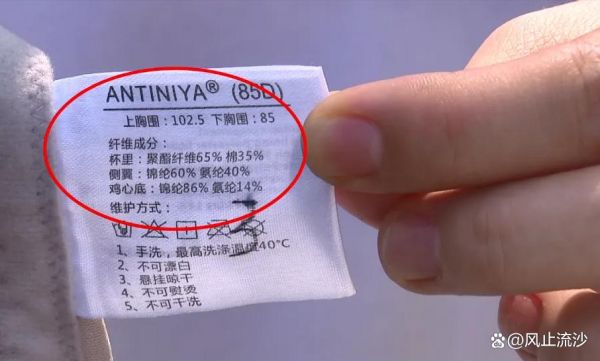 ANTINIYA® (85D)
上胸围:102.5 下胸围:85
纤维成分:
杯里:聚酯纤维65% 棉35%
侧翼:锦纶60% 氨纶40%
鸡心底:锦纶86% 氨纶14%
维护方式:
1、手洗,最高洗涤温度40°C
2、不可漂白
3、悬挂晾干
4、不可熨烫
5、不可干洗
@风止流沙